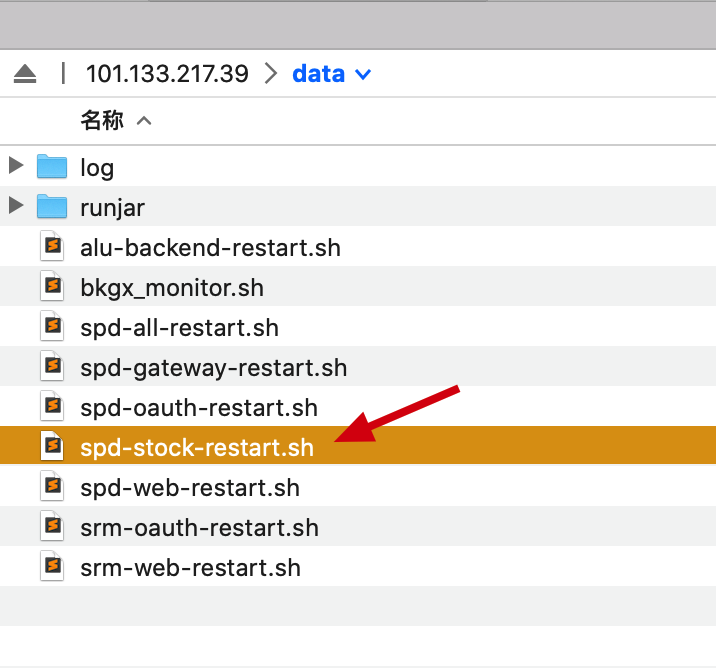 101.133.217.39 > data
名称
log
runjar
alu-backend-restart.sh
bkgx_monitor.sh
spd-all-restart.sh
spd-gateway-restart.sh
spd-oauth-restart.sh
spd-stock-restart.sh
spd-web-restart.sh
srm-oauth-restart.sh
srm-web-restart.sh